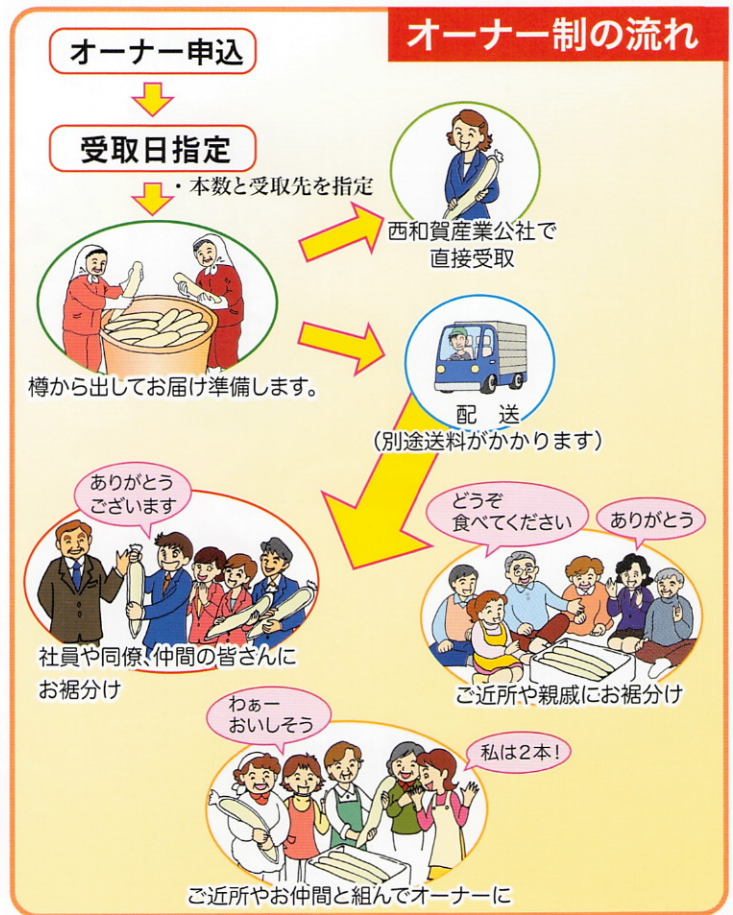 オーナー制の流れ
オーナー申込
受取日指定
・本数と受取先を指定
西和賀産業公社で
直接受取
樽から出してお届け準備します。
配 送
(別途送料がかかります)
ありがとう
ございます
社員や同僚、仲間の皆さんに
お裾分け
どうぞ
食べてください
ありがとう
ご近所や親戚にお裾分け
わぁー
おいしそう
私は2本!
ご近所やお仲間と組んでオーナーに